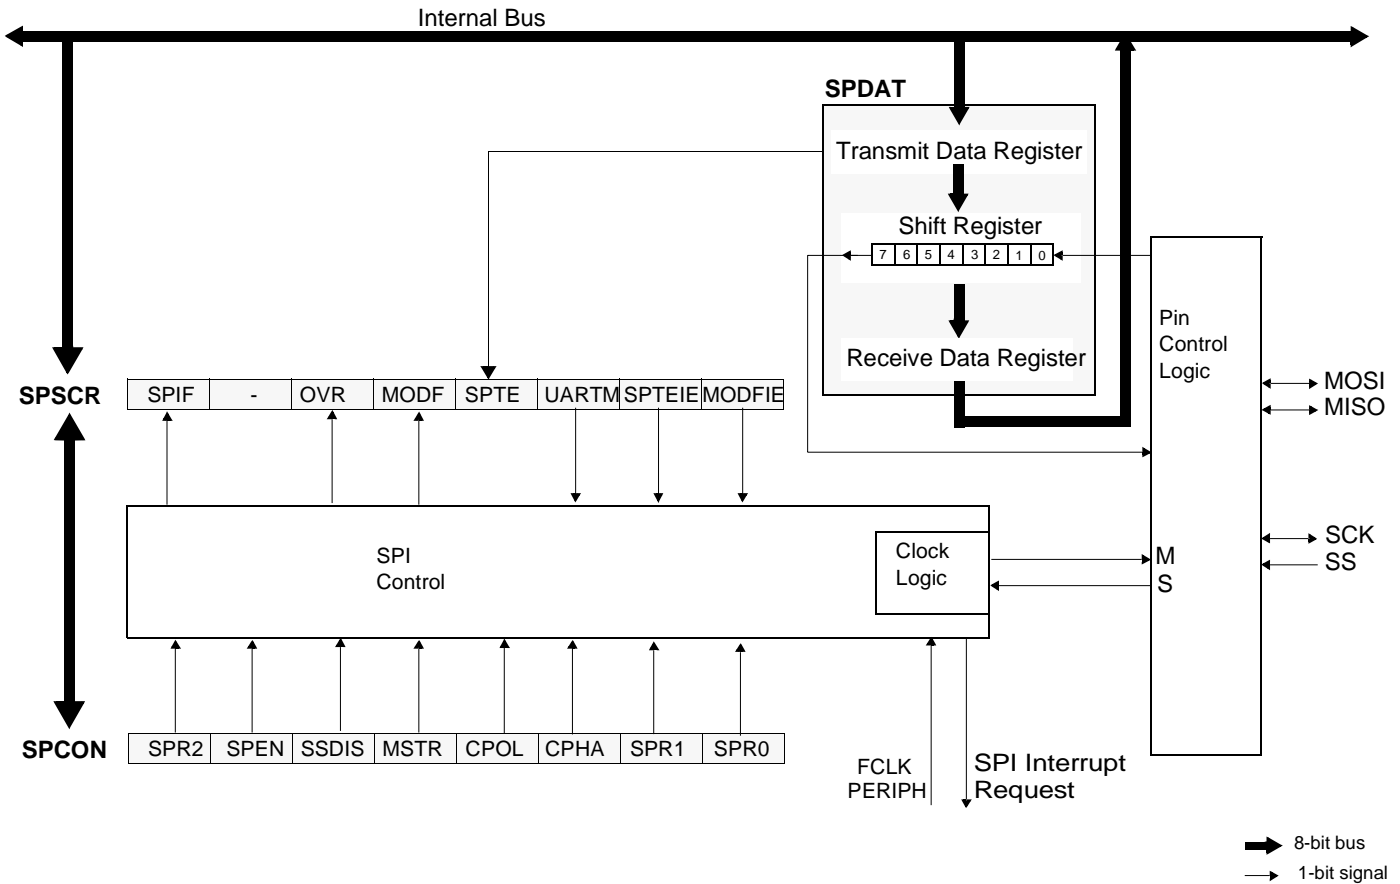 Internal Bus
SPDAT
Transmit Data Register
Shift Register
7 6 5 4 3 2 1 0
Receive Data Register
Pin
Control
Logic
MOSI
MISO
SPSCR
SPIF - OVR MODF SPTE UARTM SPTEIE MODFIE
SPI
Control
Clock
Logic
M
S
SCK
SS
SPCON
SPR2 SPEN SSDIS MSTR CPOL CPHA SPR1 SPR0
FCLK
PERIPH
SPI Interrupt
Request
8-bit bus
1-bit signal